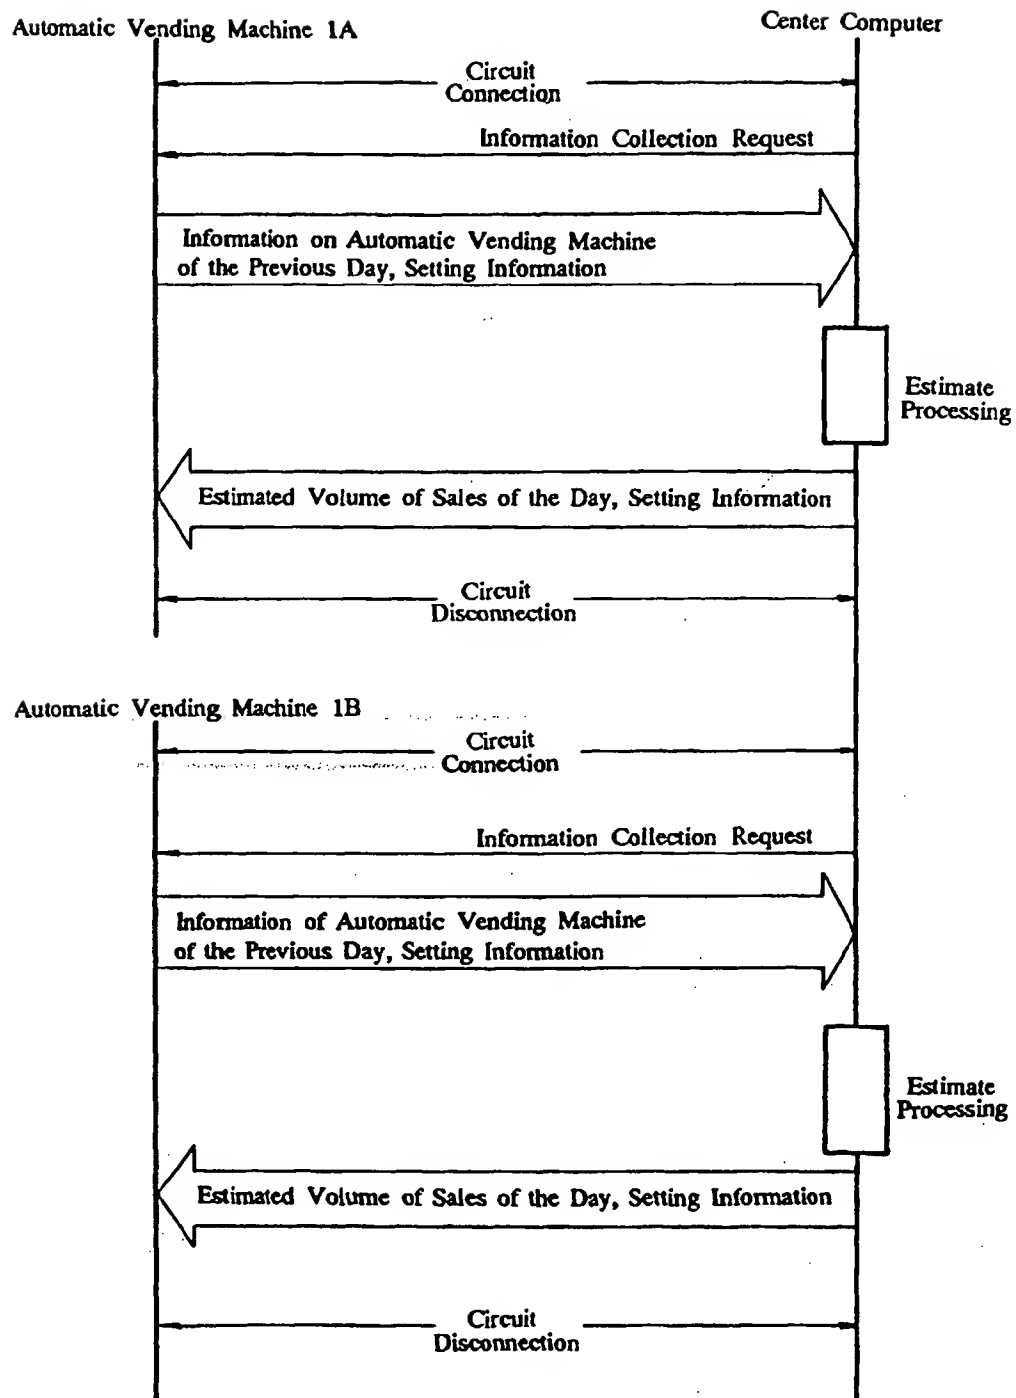 Automatic Vending Machine 1A
Center Computer
Circuit
Connection
Information Collection Request
Information on Automatic Vending Machine
of the Previous Day, Setting Information
Estimate
Processing
Estimated Volume of Sales of the Day, Setting Information
Circuit
Disconnection
Automatic Vending Machine 1B
Circuit
Connection
Information Collection Request
Information of Automatic Vending Machine
of the Previous Day, Setting Information
Estimate
Processing
Estimated Volume of Sales of the Day, Setting Information
Circuit
Disconnection